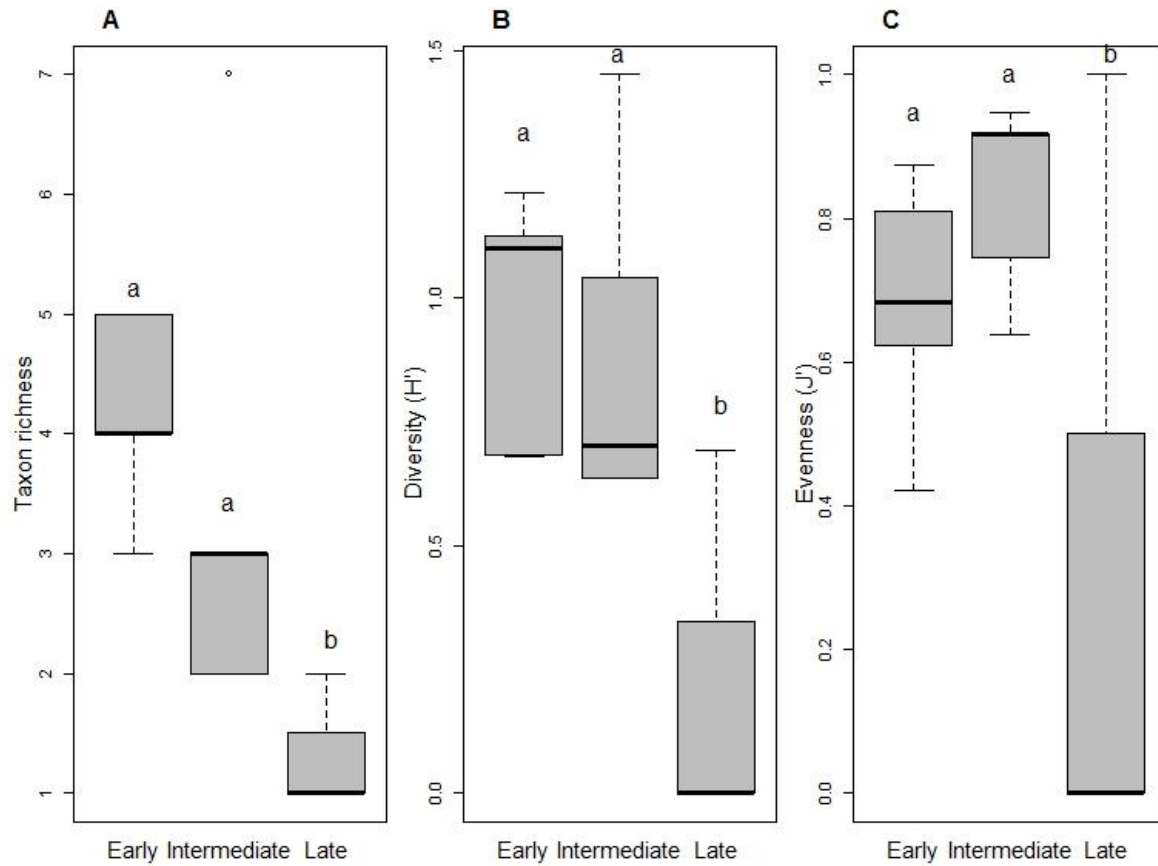 A
Taxon richness
7
6
5
4
3
2
1
a
a
b
Early Intermediate Late
B
Diversity (H')
1.5
1.0
0.5
0.0
a
a
b
Early Intermediate Late
C
Evenness (J')
1.0
0.8
0.6
0.4
0.2
0.0
a
a
b
Early Intermediate Late